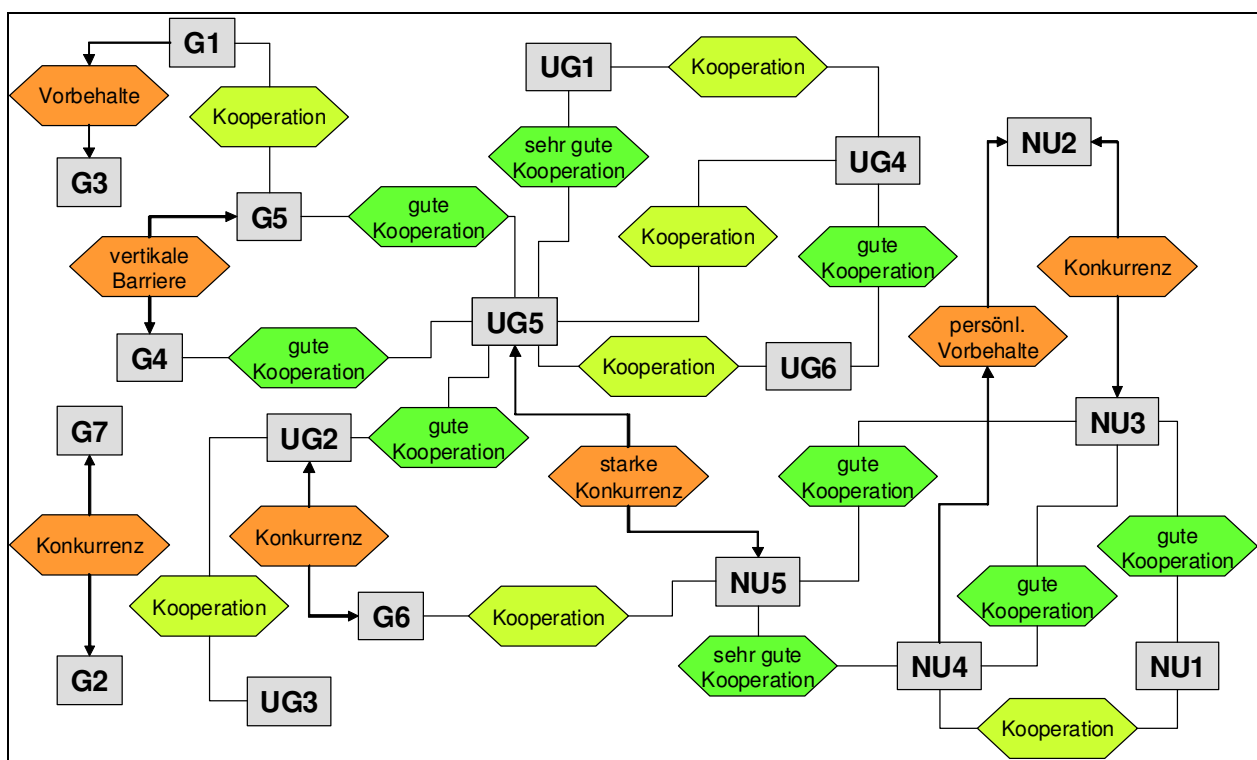 G1
UG1
Kooperation
Vorbehalte
Kooperation
sehr gute
Kooperation
NU2
UG4
G3
G5
gute
Kooperation
Kooperation
gute
Kooperation
vertikale
Barriere
Konkurrenz
UG5
persönl.
Vorbehalte
G4
gute
Kooperation
Kooperation
UG6
G7
UG2
gute
Kooperation
NU3
starke
Konkurrenz
gute
Kooperation
Konkurrenz
Konkurrenz
gute
Kooperation
NU5
Kooperation
G6
Kooperation
gute
Kooperation
G2
UG3
sehr gute
Kooperation
NU4
NU1
Kooperation